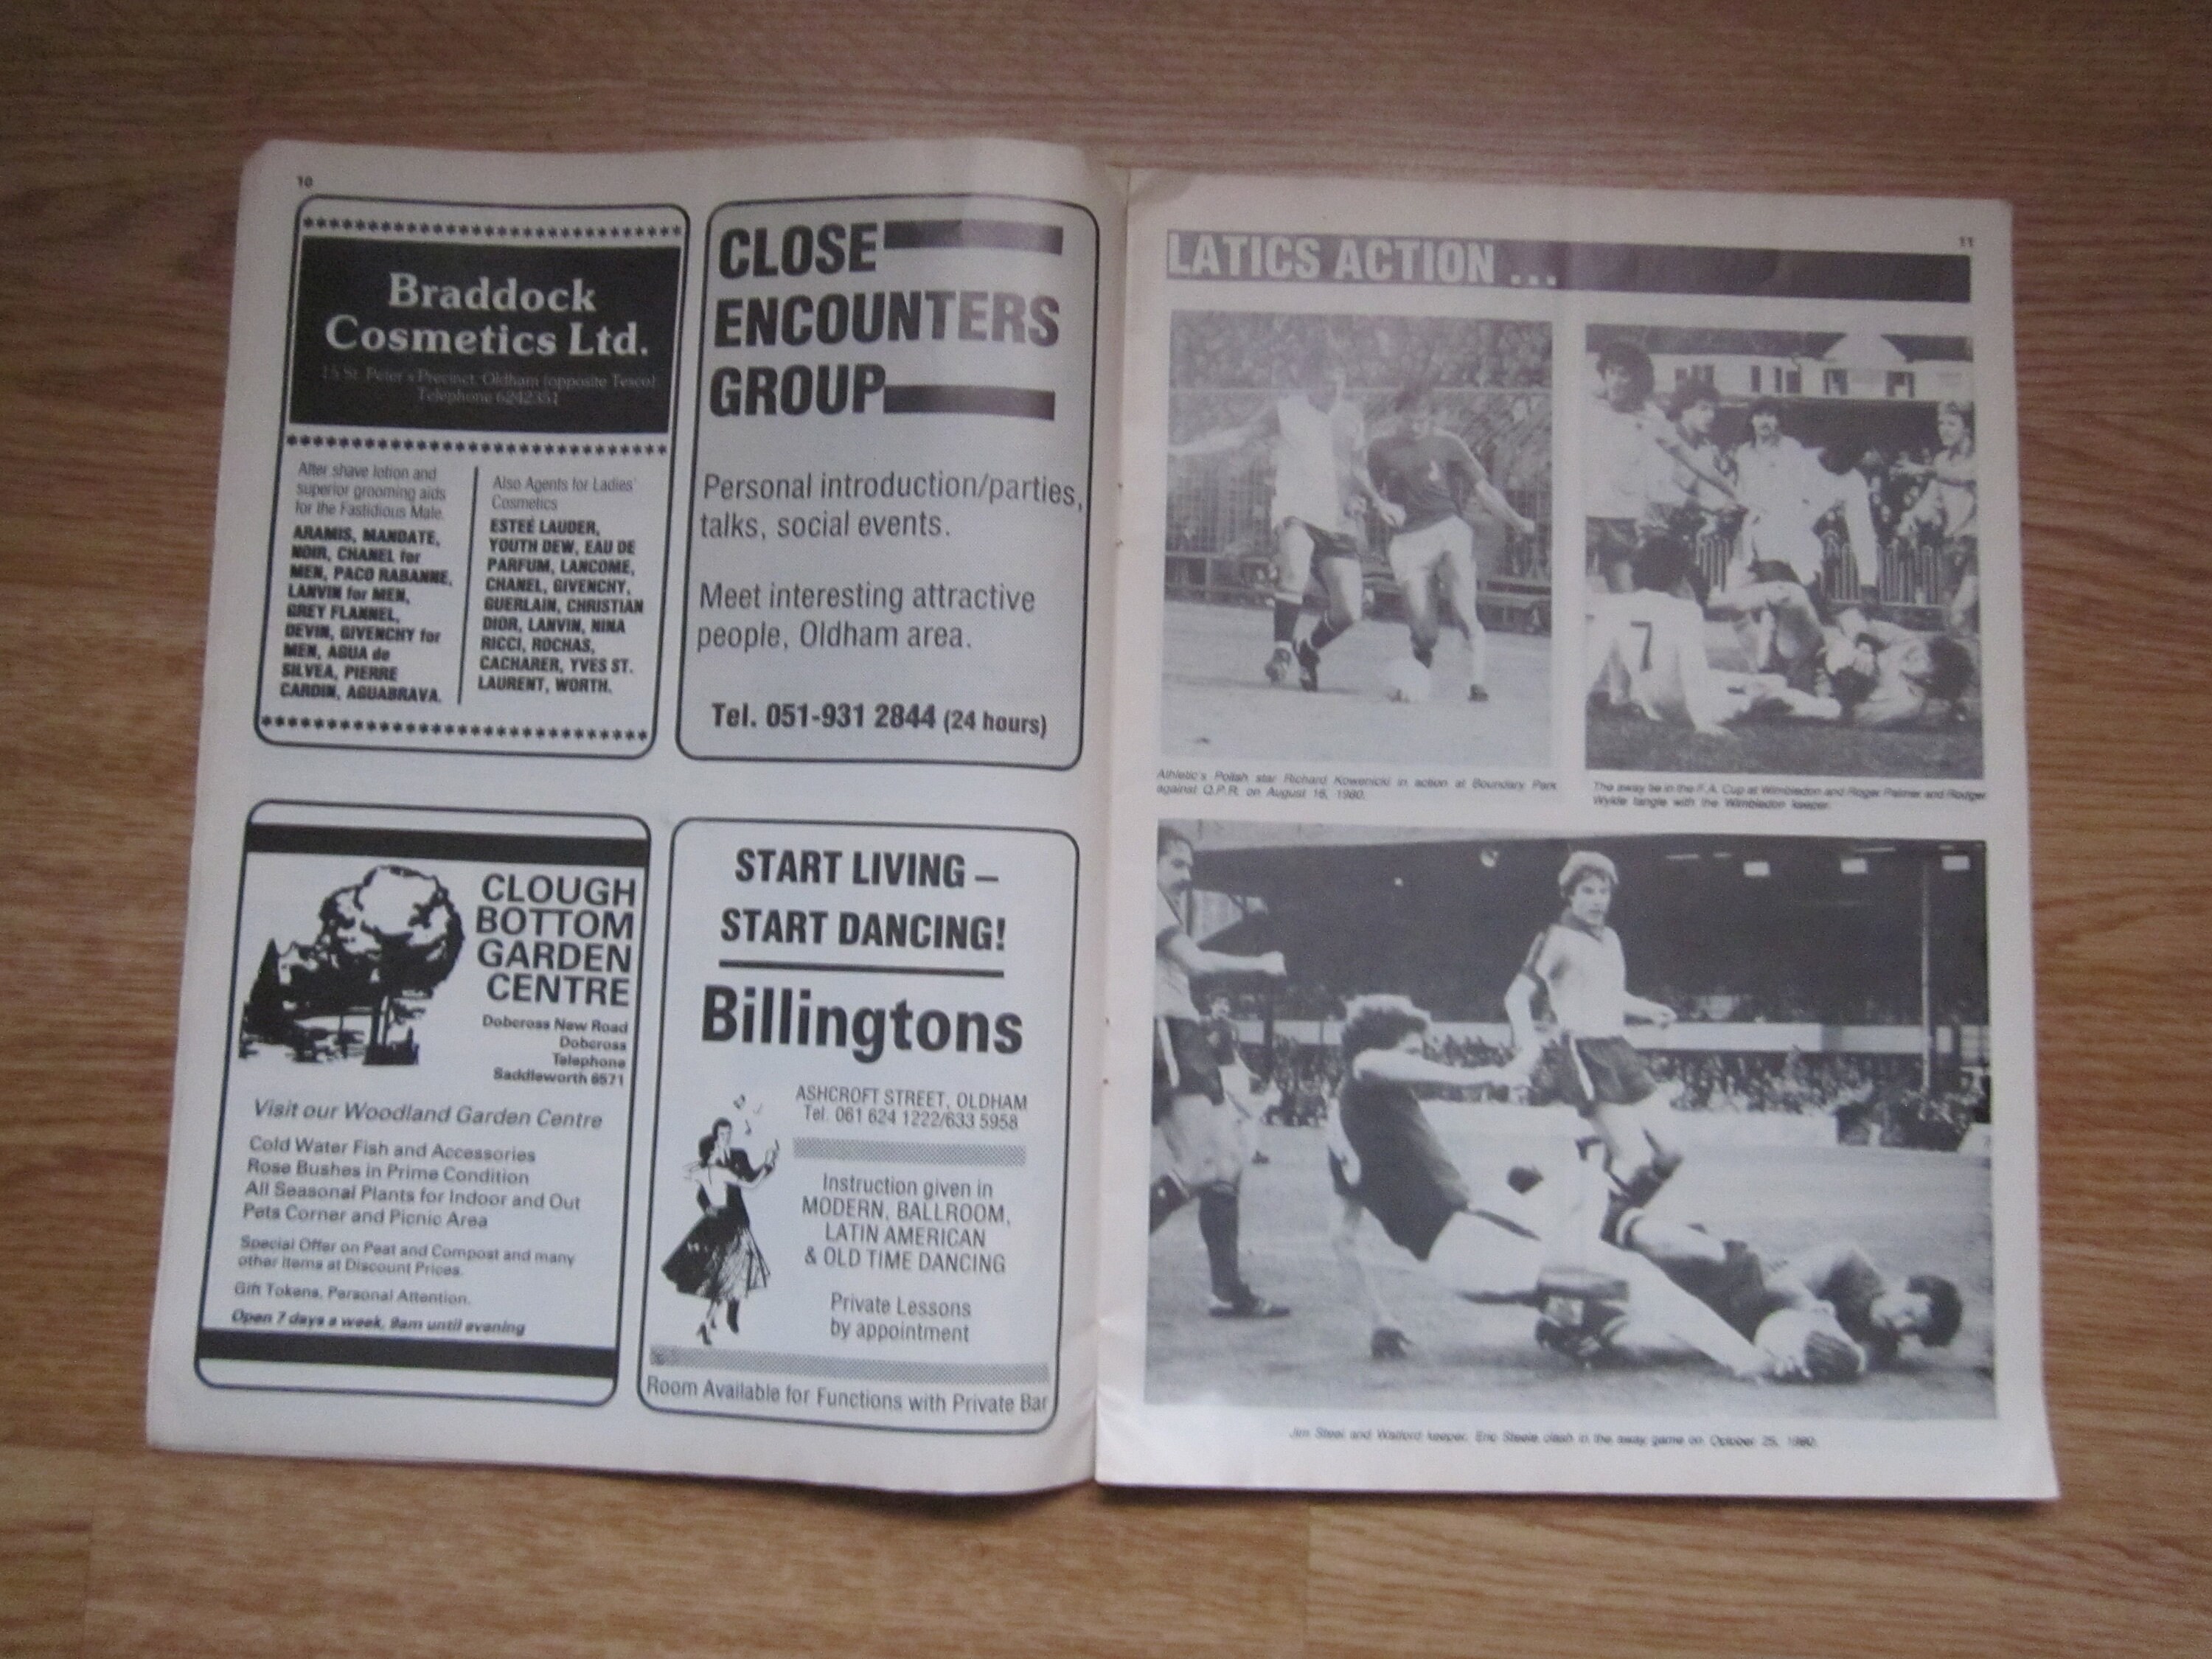 10
Braddock
Cosmetics Ltd.
15 St. Peter's Precinct, Oldham (opposite Tesco)
Telephone 6242351
After shave lotion and
superior grooming aids
for the Fastidious Male.
ARAMIS, MANDATE,
NOIR, CHANEL for
MEN, PACO RABANNE,
LANVIN for MEN,
GREY FLANNEL,
DEVIN, GIVENCHY for
MEN, AGUA de
SILVEA, PIERRE
CARDIN, AGUABRAVA.
Also Agents for Ladies'
Cosmetics
ESTEÉ LAUDER,
YOUTH DEW, EAU DE
PARFUM, LANCOME,
CHANEL, GIVENCHY,
GUERLAIN, CHRISTIAN
DIOR, LANVIN, NINA
RICCI, ROCHAS,
CACHARER, YVES ST.
LAURENT, WORTH.
CLOSE
ENCOUNTERS
GROUP
Personal introduction/parties,
talks, social events.
Meet interesting attractive
people, Oldham area.
Tel. 051-931 2844 (24 hours)
CLOUGH
BOTTOM
GARDEN
CENTRE
Dobcross New Road
Dobcross
Telephone
Saddleworth 6571
Visit our Woodland Garden Centre
Cold Water Fish and Accessories
Rose Bushes in Prime Condition
All Seasonal Plants for Indoor and Out
Pets Corner and Picnic Area
Special Offer on Peat and Compost and many
other items at Discount Prices.
Gift Tokens, Personal Attention.
Open 7 days a week, 9am until evening
START LIVING –
START DANCING!
Billingtons
ASHCROFT STREET, OLDHAM
Tel: 061 624 1222/633 5958
Instruction given in
MODERN, BALLROOM,
LATIN AMERICAN
& OLD TIME DANCING
Private Lessons
by appointment
Room Available for Functions with Private Bar
11
LATICS ACTION ...
7
Athletic's Polish star Richard Kowenicki in action at Boundary Park
against Q.P.R. on August 16, 1980.
The away tie in the F.A. Cup at Wimbledon and Roger Palmer and Rodger
Wylde tangle with the Wimbledon keeper.
Jim Steel and Watford keeper, Eric Steele clash in the away game on October 25, 1980.